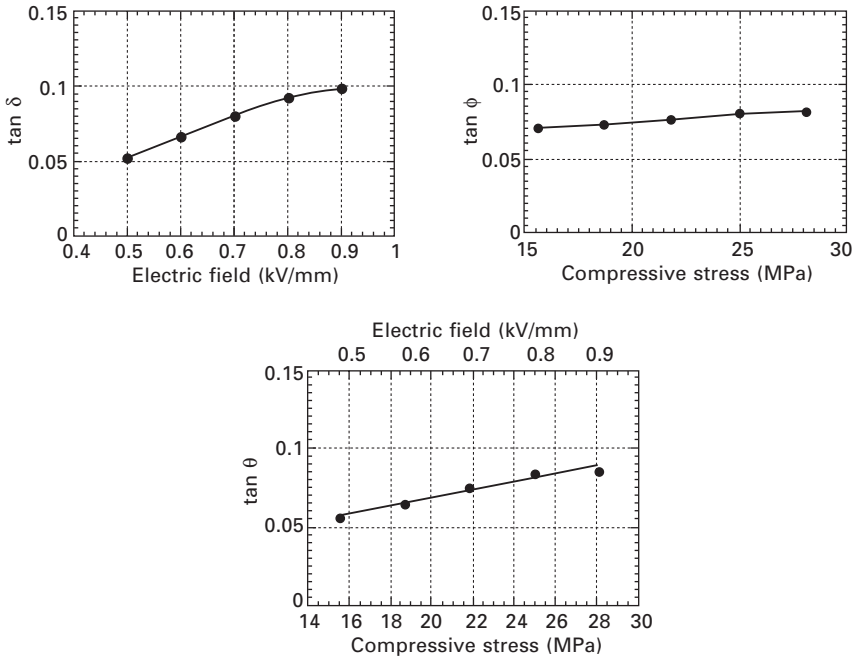 0.15
0.1
0.05
0
tan δ
0.4 0.5 0.6 0.7 0.8 0.9 1
Electric field (kV/mm)
0.15
0.1
0.05
0
tan ϕ
15 20 25 30
Compressive stress (MPa)
Electric field (kV/mm)
0.5 0.6 0.7 0.8 0.9
0.15
0.1
0.05
0
tan θ
14 16 18 20 22 24 26 28 30
Compressive stress (MPa)